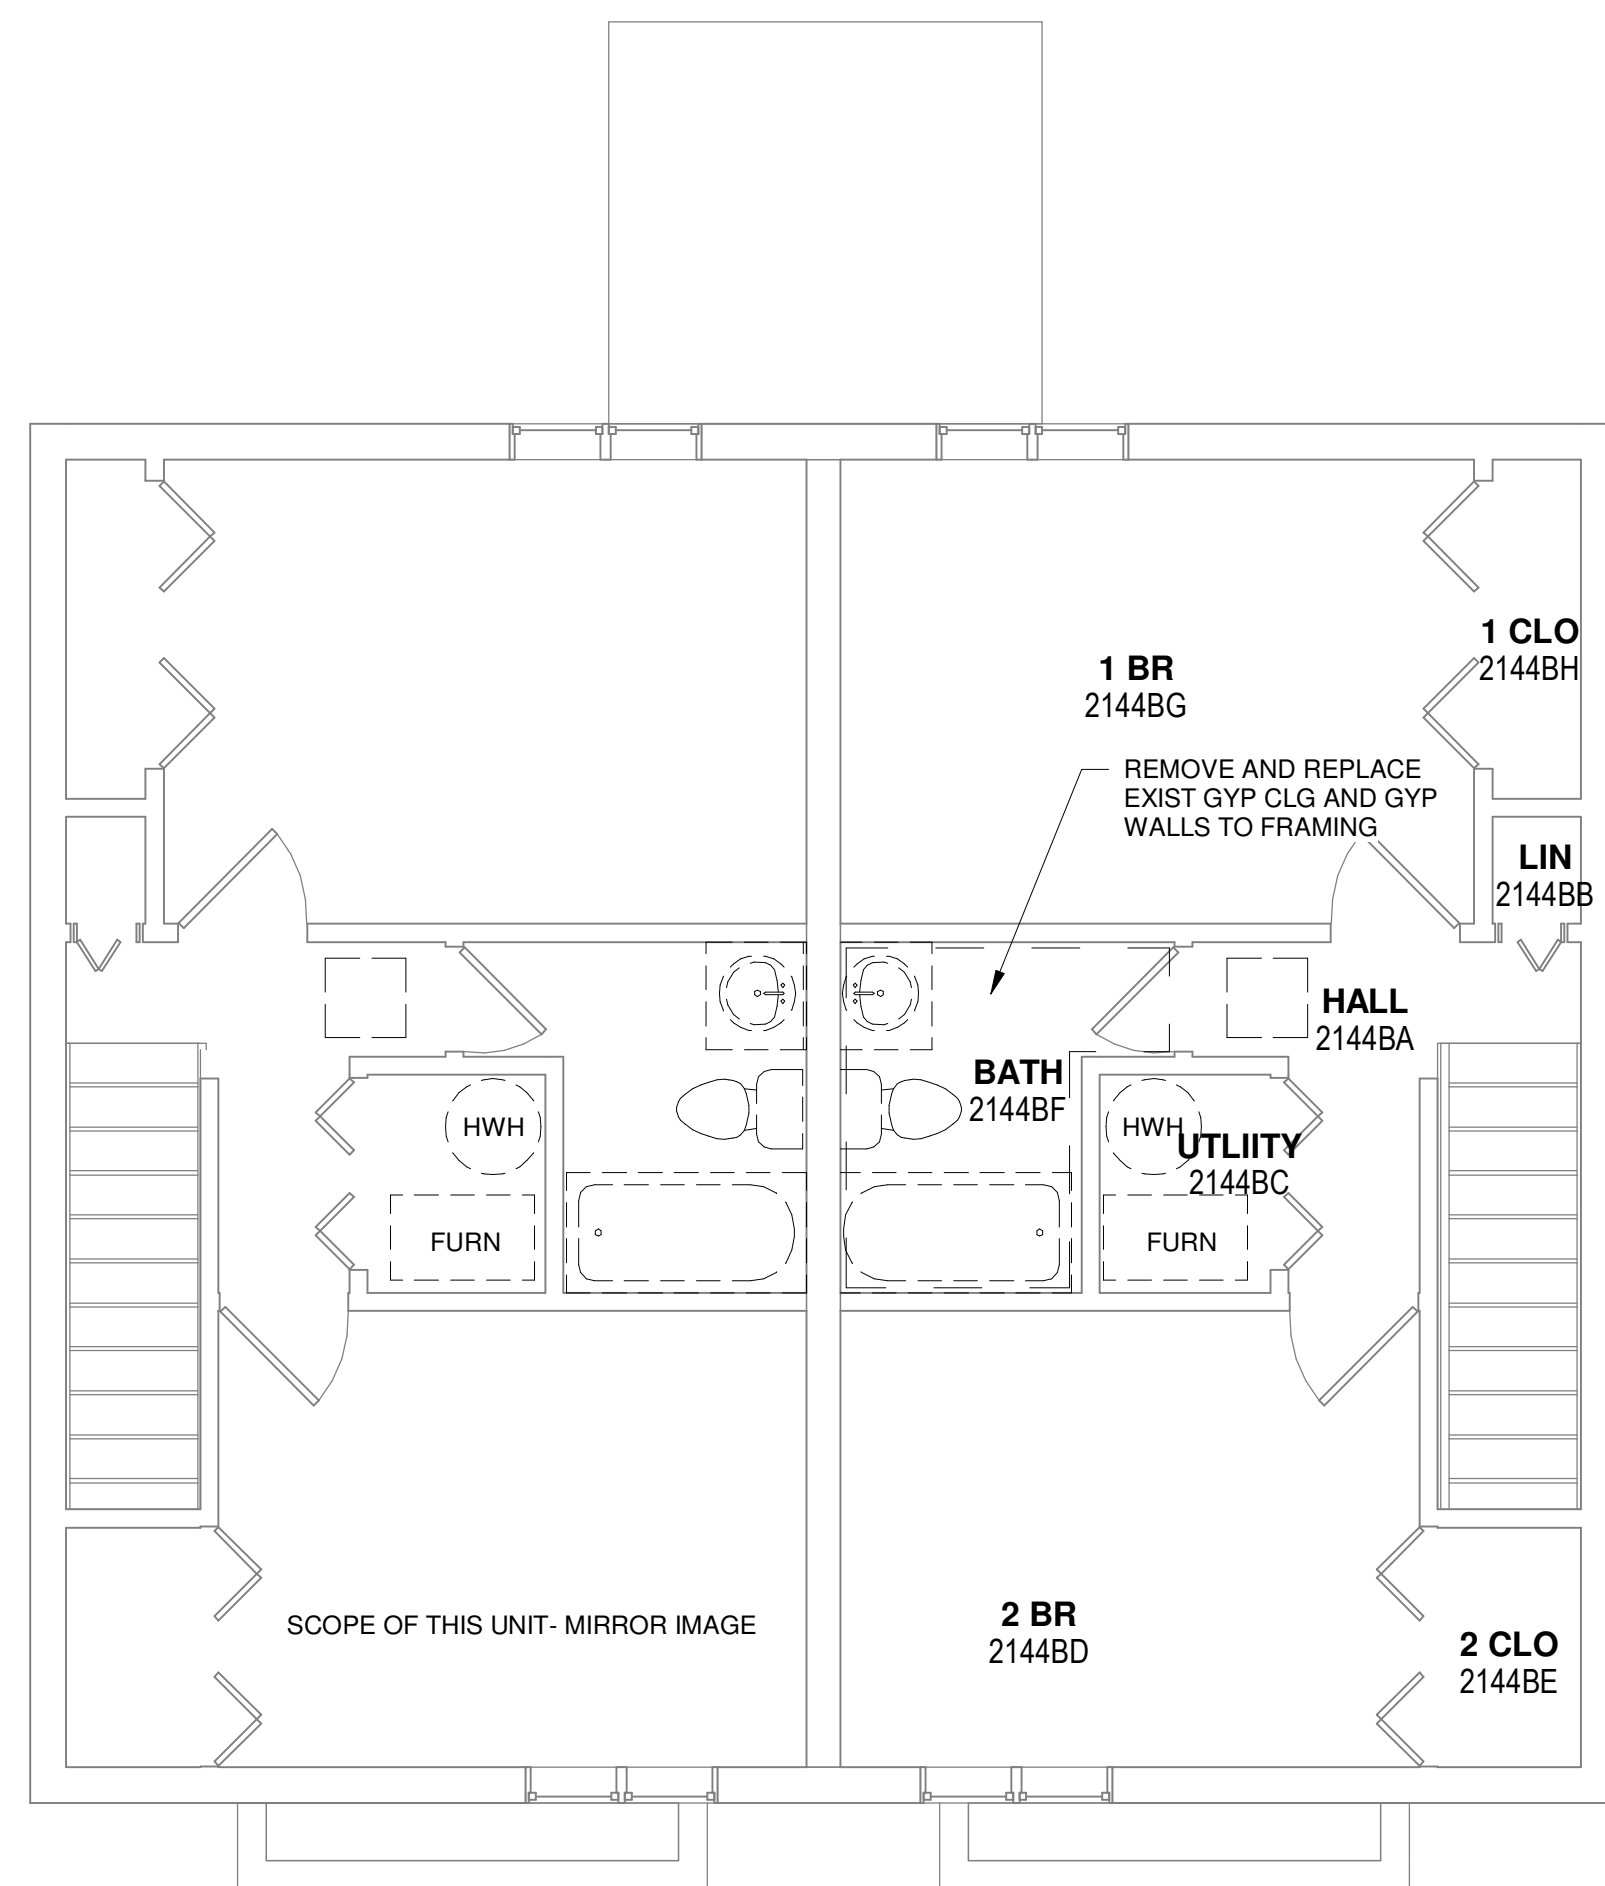 1 CLO
2144BH
1 BR
2144BG
REMOVE AND REPLACE
EXIST GYP CLG AND GYP
WALLS TO FRAMING
LIN
2144BB
HALL
2144BA
BATH
2144BF
HWH
HWH
UTLIITY
2144BC
FURN
FURN
SCOPE OF THIS UNIT- MIRROR IMAGE
2 BR
2144BD
2 CLO
2144BE